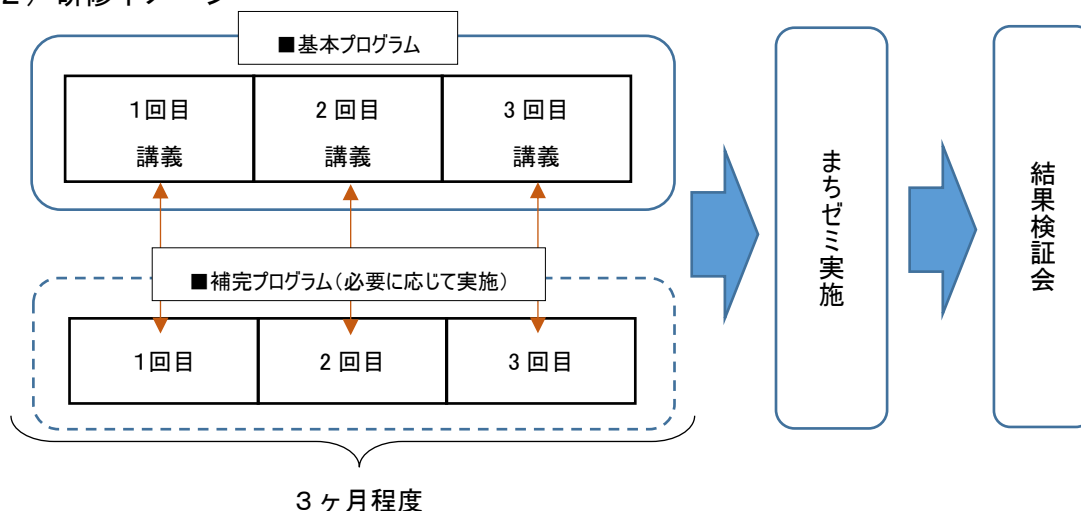 ■基本プログラム
1回目
講義
2回目
講義
3回目
講義
■補完プログラム(必要に応じて実施)
1回目
2回目
3回目
3ヶ月程度
まちゼミ実施
結果検証会